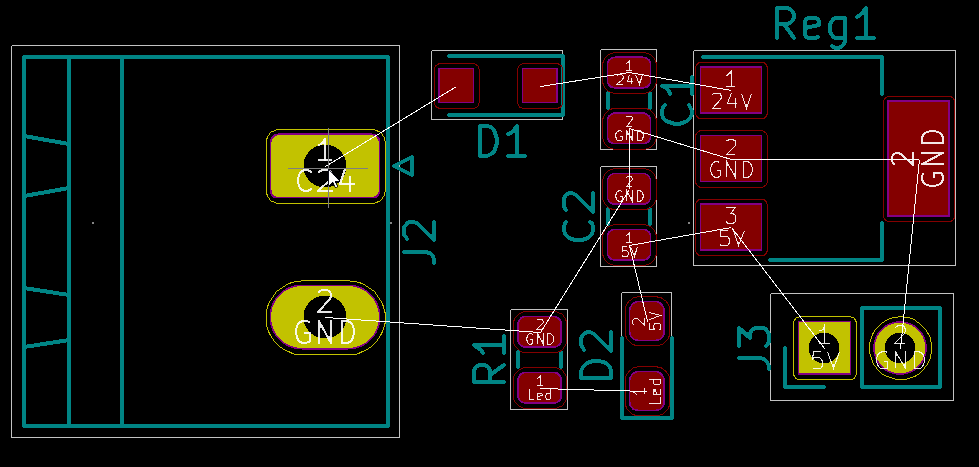 Reg1
D1
C1
1
24V
2
GND
1
24V
2
GND
3
5V
2
GND
1
C24
J2
2
GND
C2
2
GND
1
5V
R1
2
GND
1
Led
D2
2
5V
1
Led
J3
1
5V
2
GND